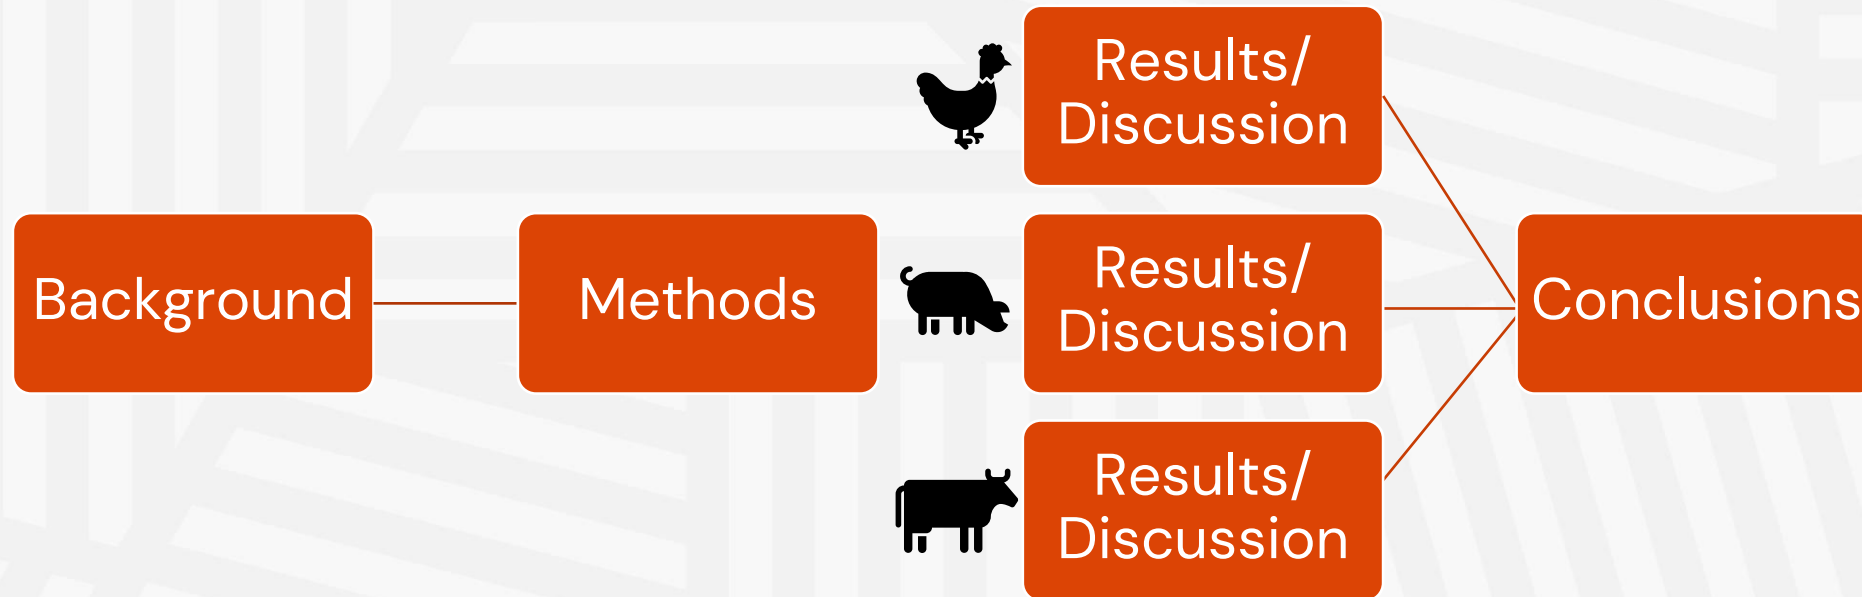 Background
Methods
Results/
Discussion
Results/
Discussion
Results/
Discussion
Conclusions